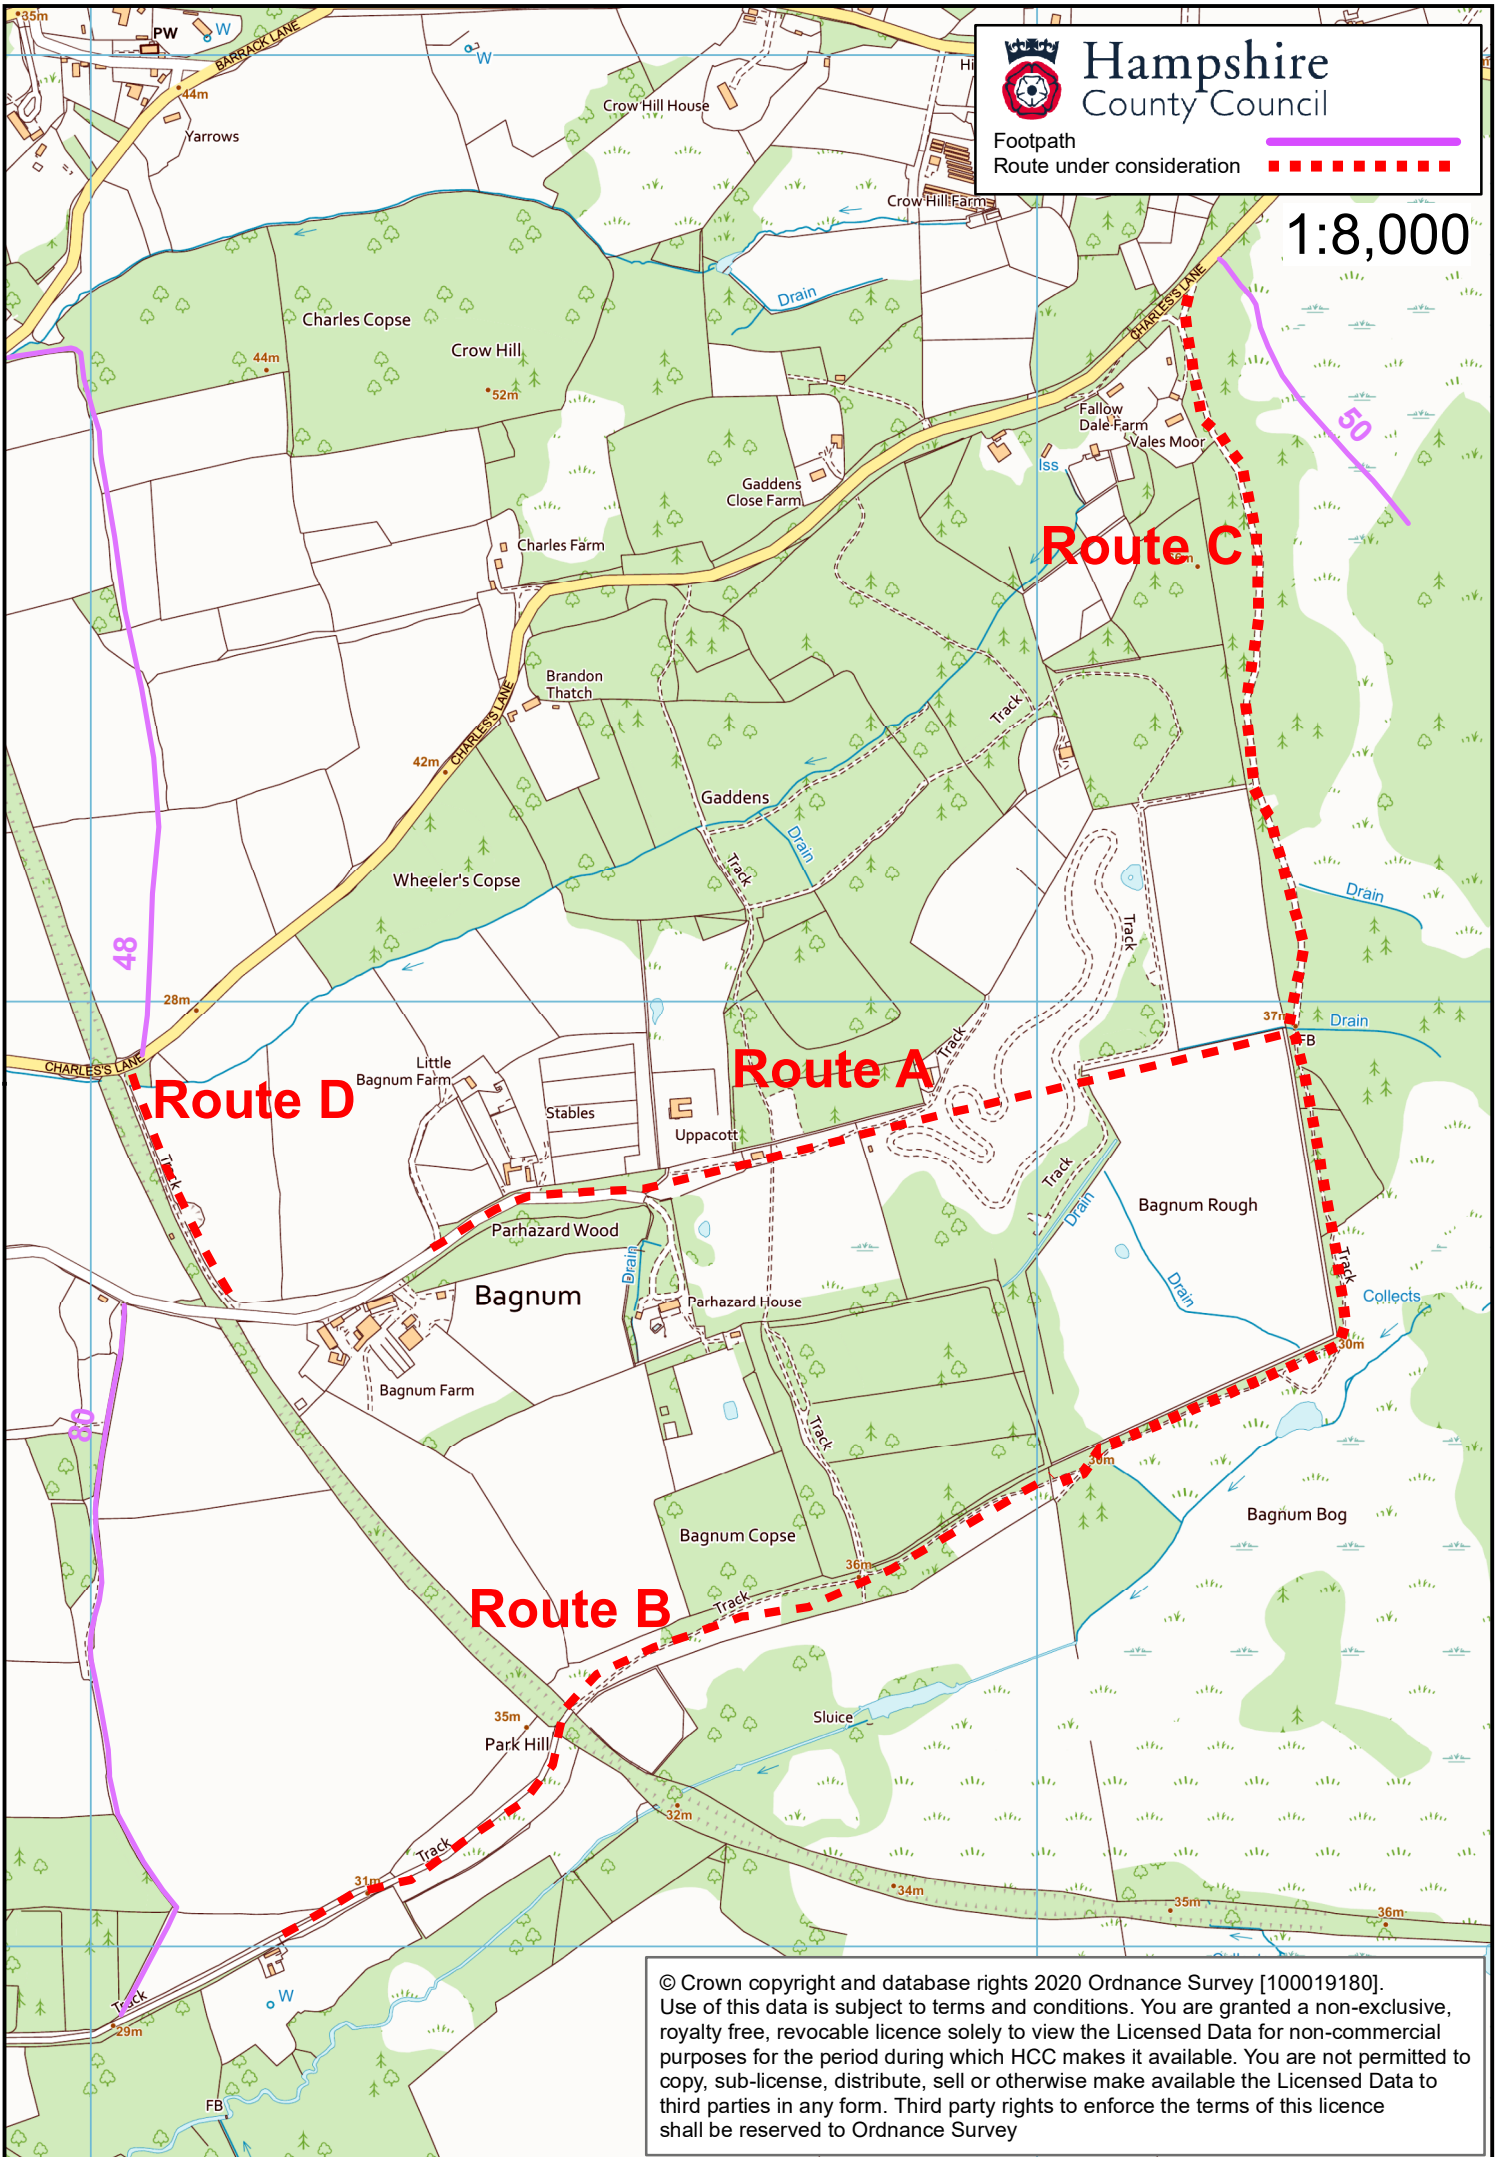 35m
PW
W
BARRACK LANE
W
44m
Yarrows
Crow Hill House
Hampshire
County Council
Footpath
Route under consideration
1:8,000
Crow Hill Farm
Drain
Charles Copse
Crow Hill
44m
52m
CHARLES'S LANE
Fallow
Dale Farm
Vales Moor
50
Iss
Gaddens
Close Farm
Charles Farm
Route C
Brandon
Thatch
CHARLES'S LANE
42m
Track
Gaddens
Drain
Track
Wheeler's Copse
Drain
Track
48
28m
37m
Drain
FB
CHARLES'S LANE
Little
Bagnum Farm
Route D
Stables
Uppacott
Route A
Track
Track
Track
Drain
Bagnum Rough
Parhazard Wood
Drain
Bagnum
Parhazard House
Drain
Track
Collects
30m
Bagnum Farm
80
Track
30m
Bagnum Copse
Bagnum Bog
36m
Track
Route B
35m
Park Hill
Sluice
32m
Track
31m
34m
35m
36m
Track
29m
W
FB
© Crown copyright and database rights 2020 Ordnance Survey [100019180].
Use of this data is subject to terms and conditions. You are granted a non-exclusive,
royalty free, revocable licence solely to view the Licensed Data for non-commercial
purposes for the period during which HCC makes it available. You are not permitted to
copy, sub-license, distribute, sell or otherwise make available the Licensed Data to
third parties in any form. Third party rights to enforce the terms of this licence
shall be reserved to Ordnance Survey